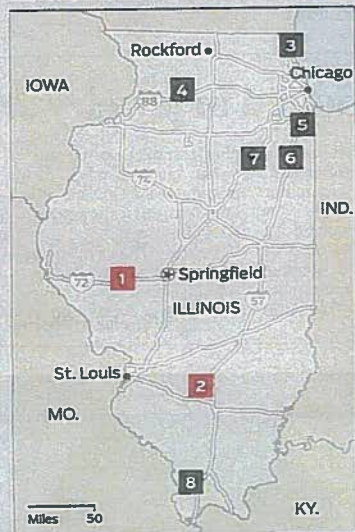 Rockford
3
Chicago
IOWA
4
88
5
7
6
74
IND.
1
72
Springfield
57
ILLINOIS
St. Louis
2
MO.
8
KY.
Miles 50